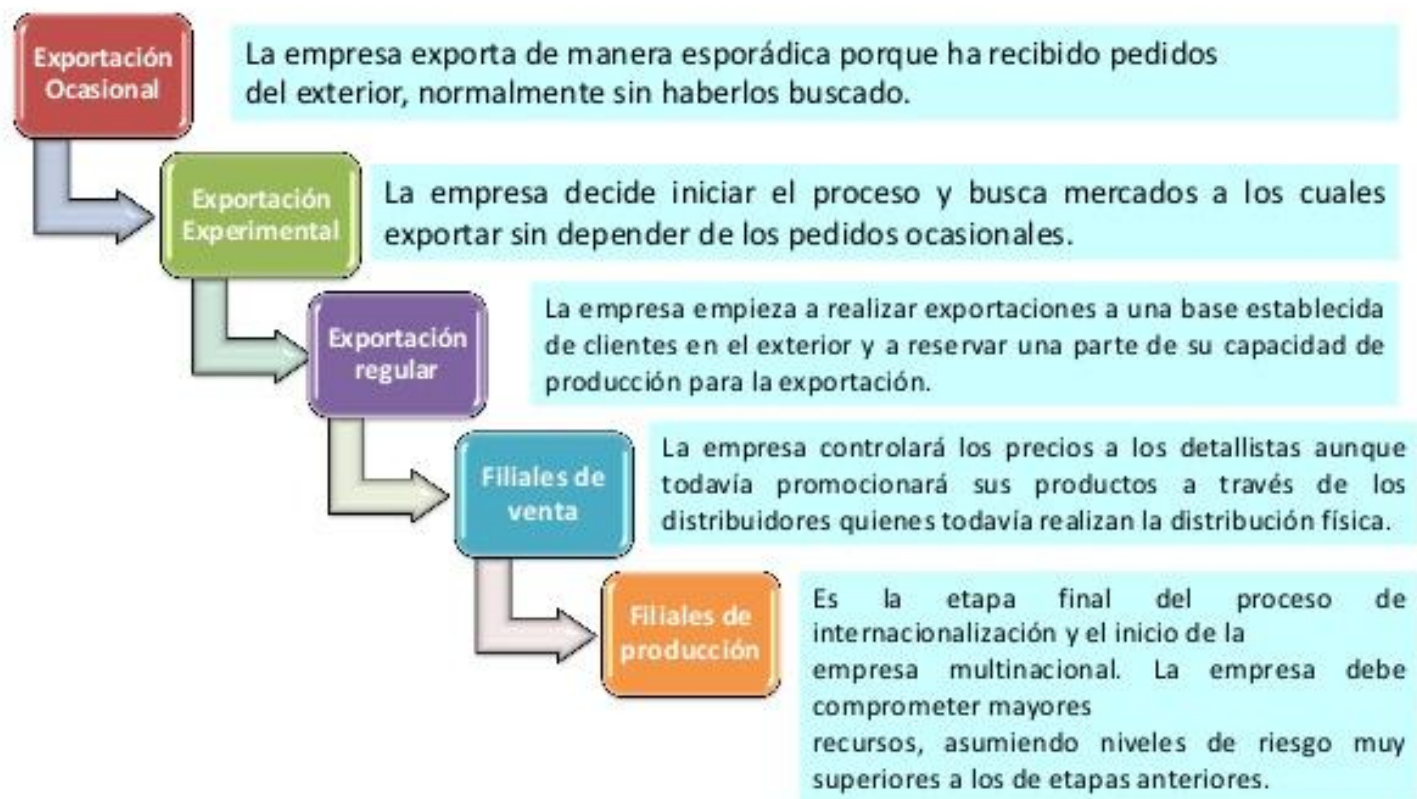 Exportación
Ocasional
La empresa exporta de manera esporádica porque ha recibido pedidos
del exterior, normalmente sin haberlos buscado.
Exportación
Experimental
La empresa decide iniciar el proceso y busca mercados a los cuales
exportar sin depender de los pedidos ocasionales.
Exportación
regular
La empresa empieza a realizar exportaciones a una base establecida
de clientes en el exterior y a reservar una parte de su capacidad de
producción para la exportación.
Filiales de
venta
La empresa controlará los precios a los detallistas aunque
todavía promocionará sus productos a través de los
distribuidores quienes todavía realizan la distribución física.
Filiales de
producción
Es la etapa final del proceso de
internacionalización y el inicio de la
empresa multinacional. La empresa debe
comprometer mayores
recursos, asumiendo niveles de riesgo muy
superiores a los de etapas anteriores.